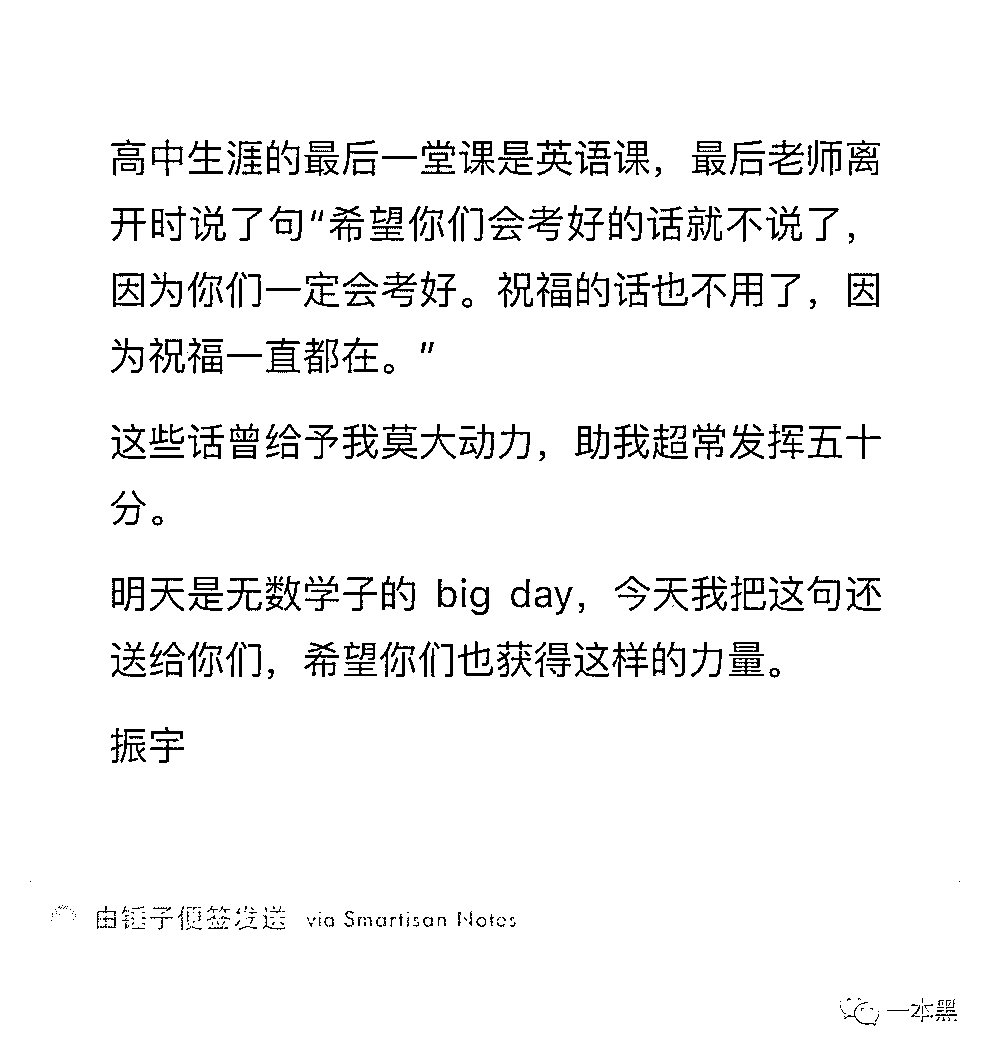 高中生涯的最后一堂课是英语课，最后老师离
开时说了句“希望你们会考好的话就不说了，
因为你们一定会考好。祝福的话也不用了，因
为祝福一直都在。”
这些话曾给予我莫大动力，助我超常发挥五十
分。
明天是无数学子的 big day，今天我把这句还
送给你们，希望你们也获得这样的力量。
振宇
由锤子便签发送 via Smartisan Notes
一本黑